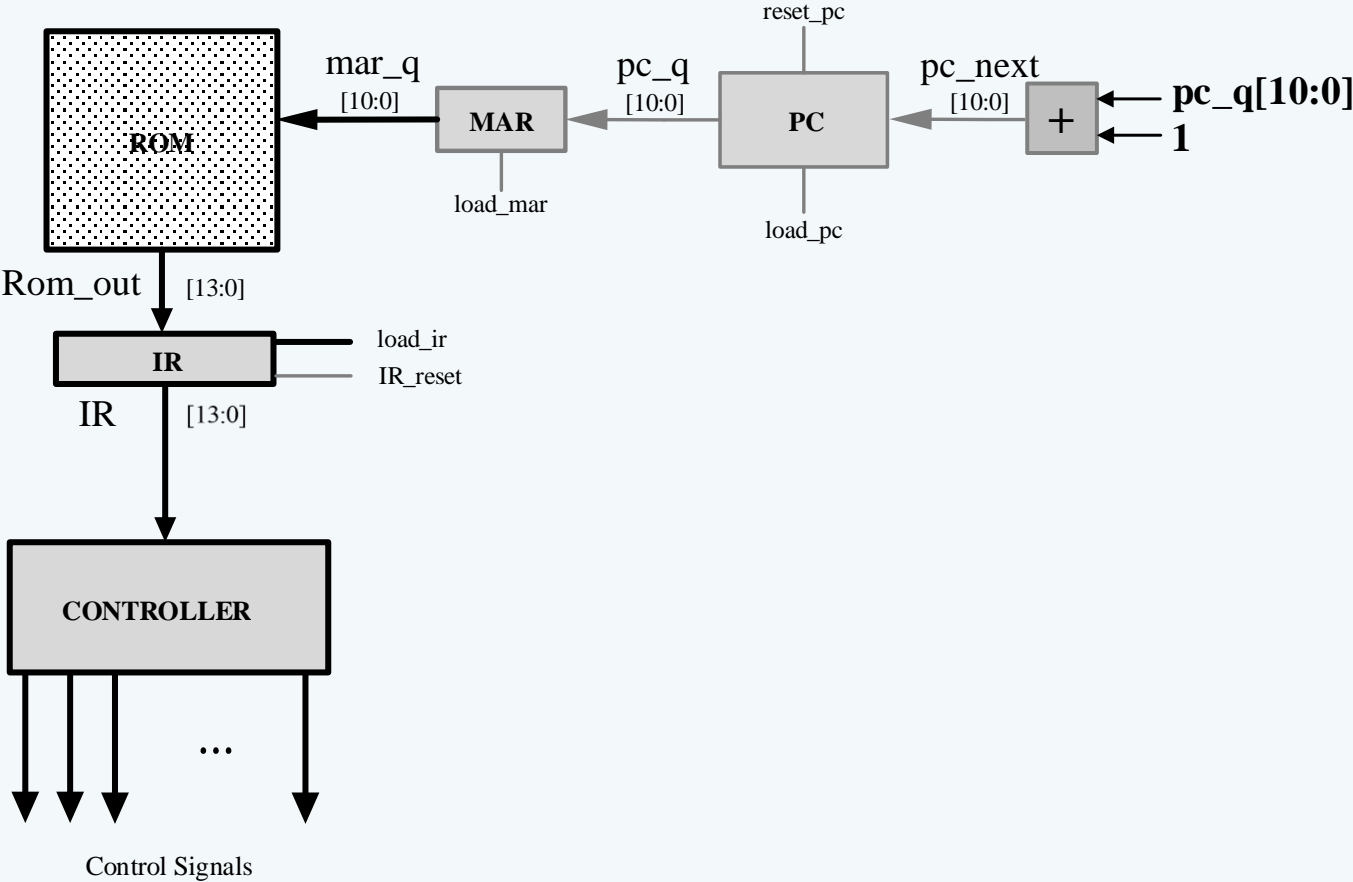 reset_pc
mar_q
[10:0]
pc_q
[10:0]
pc_next
[10:0]
pc_q[10:0]
1
ROM
MAR
PC
+
load_mar
load_pc
Rom_out
[13:0]
load_ir
IR
IR_reset
IR
[13:0]
CONTROLLER
...
Control Signals